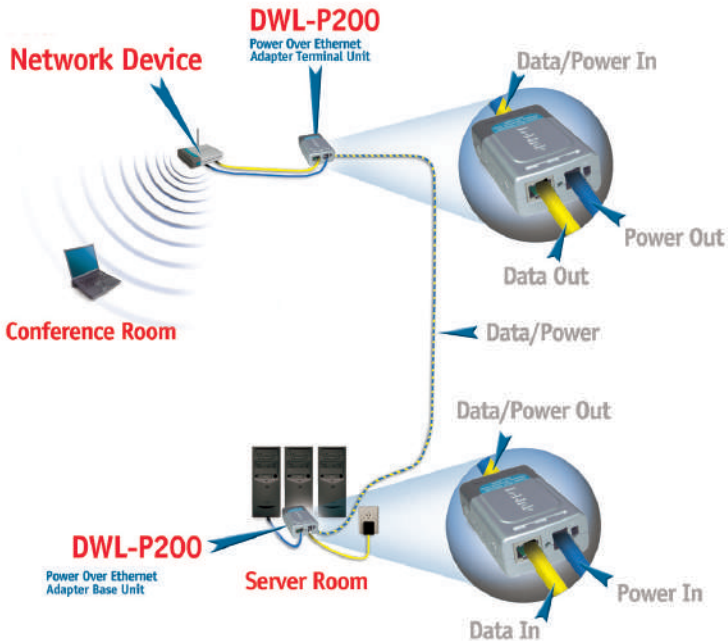 DWL-P200
Power Over Ethernet
Adapter Terminal Unit
Network Device
Data/Power In
Power Out
Data Out
Conference Room
Data/Power
Data/Power Out
DWL-P200
Power Over Ethernet
Adapter Base Unit
Server Room
Power In
Data In